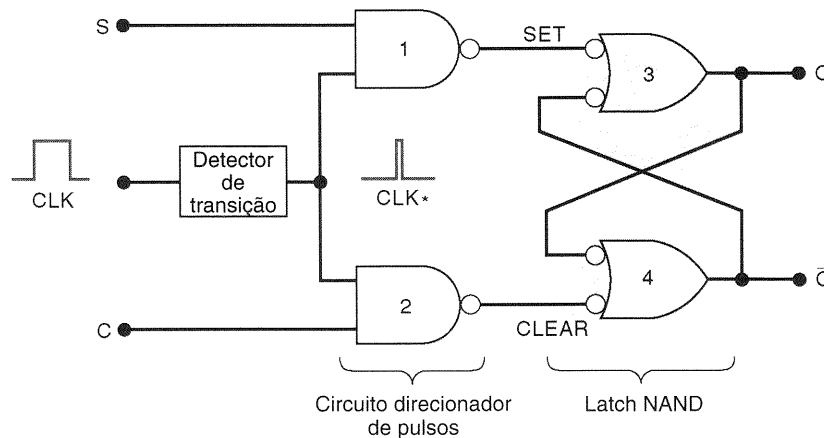 S
1
SET
3
Detector
de
transição
CLK
CLK*
2
4
C
CLEAR
Circuito direcionador
de pulsos
Latch NAND